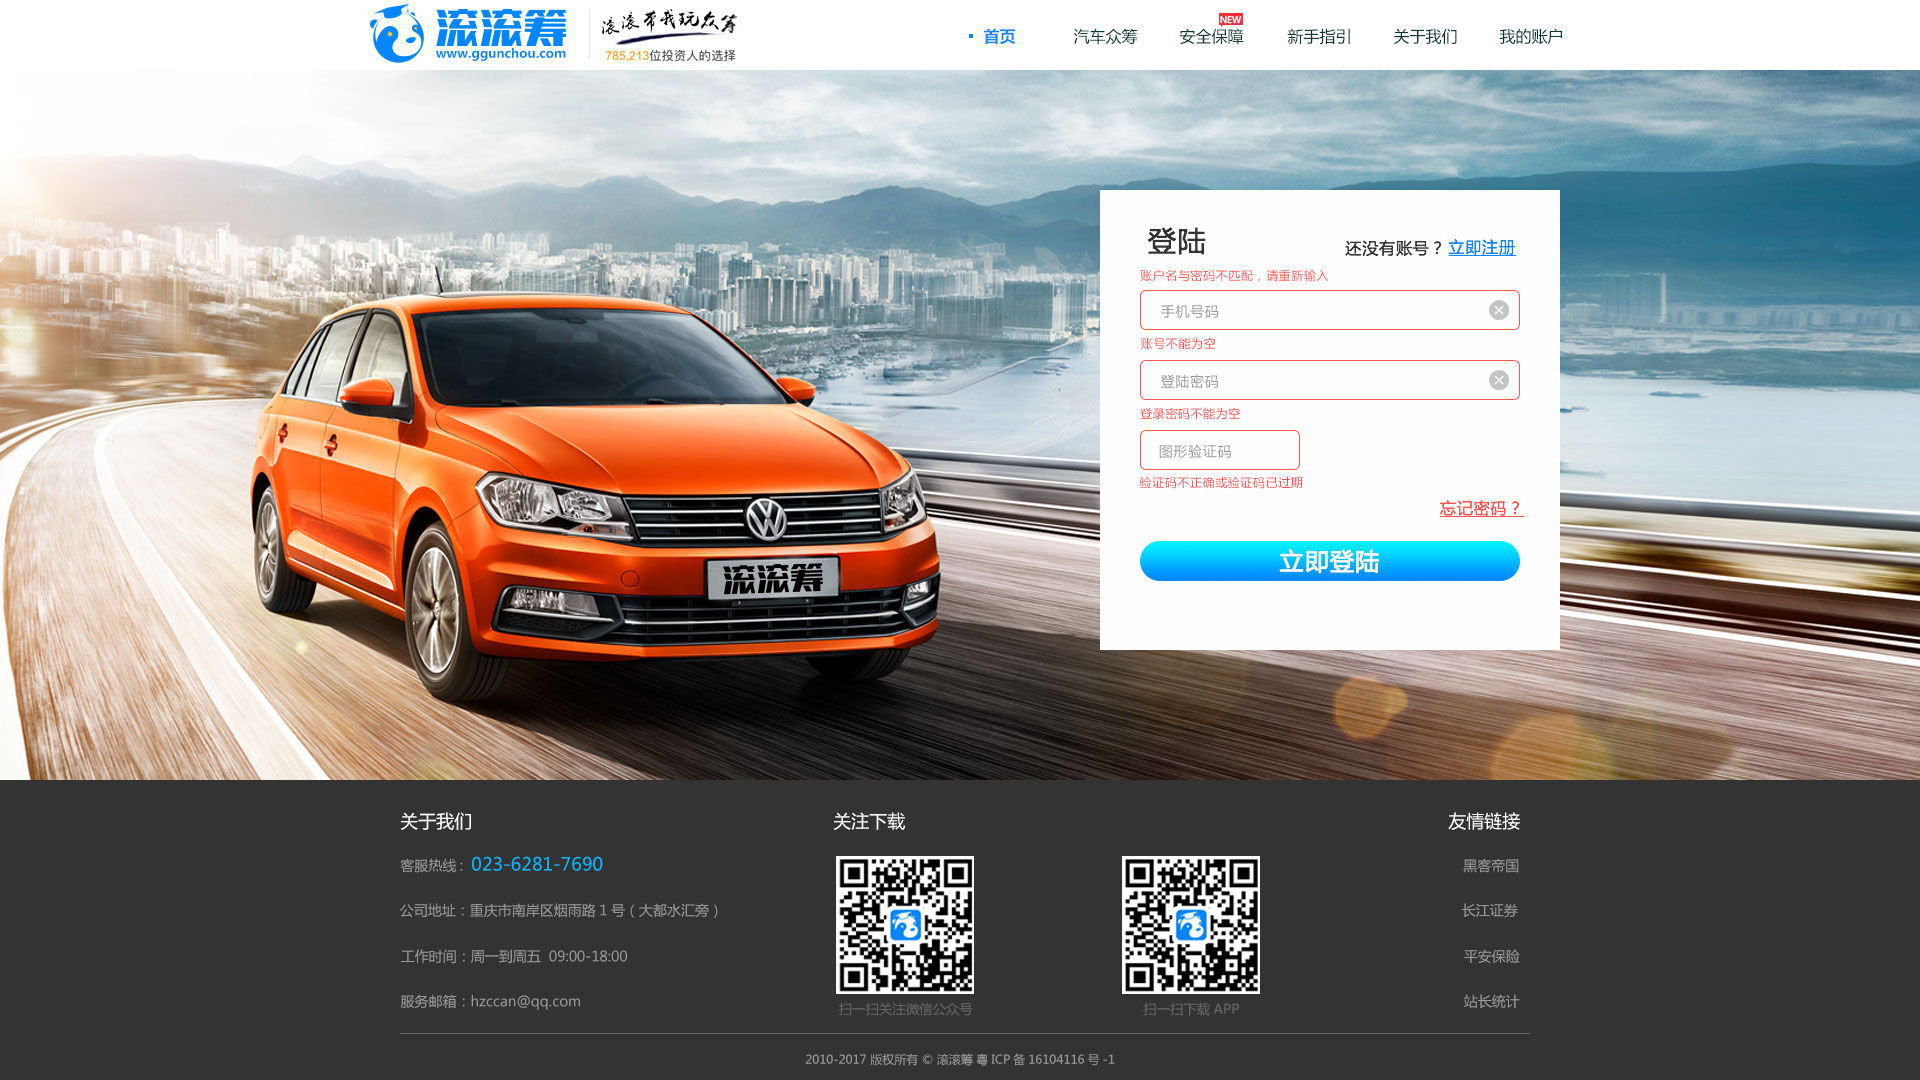 滚滚筹
www.ggunchou.com
滚滚带我玩众筹
785,213位投资人的选择
首页
汽车众筹
安全保障
NEW
新手指引
关于我们
我的账户
登陆
还没有账号？立即注册
账户名与密码不匹配，请重新输入
手机号码
账号不能为空
登陆密码
登录密码不能为空
图形验证码
验证码不正确或验证码已过期
忘记密码？
立即登陆
滚滚筹
关于我们
客服热线：023-6281-7690
公司地址：重庆市南岸区烟雨路1号（大都水汇旁）
工作时间：周一到周五 09:00-18:00
服务邮箱：hzccan@qq.com
关注下载
扫一扫关注微信公众号
扫一扫下载 APP
友情链接
黑客帝国
长江证券
平安保险
站长统计
2010-2017 版权所有 © 滚滚筹 粤 ICP 备 16104116 号 -1